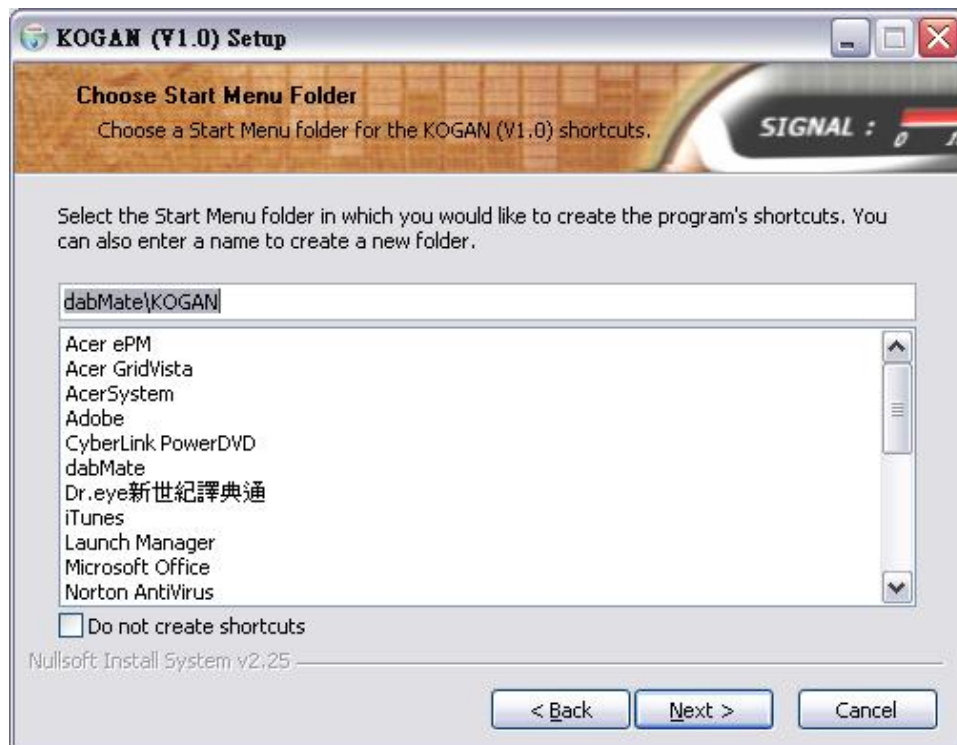 KOGAN (V1.0) Setup
Choose Start Menu Folder
Choose a Start Menu folder for the KOGAN (V1.0) shortcuts.
SIGNAL :
0
Select the Start Menu folder in which you would like to create the program's shortcuts. You
can also enter a name to create a new folder.
dabMate\KOGAN
Acer ePM
Acer GridVista
AcerSystem
Adobe
CyberLink PowerDVD
dabMate
Dr.eye新世紀譯典通
iTunes
Launch Manager
Microsoft Office
Norton AntiVirus
Do not create shortcuts
Nullsoft Install System v2.25
< Back
Next >
Cancel